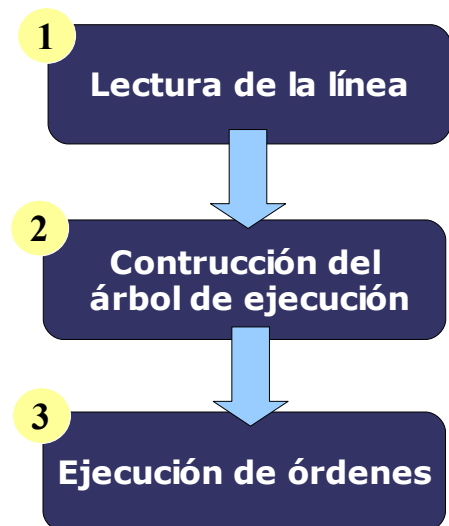 1
Lectura de la línea
2
Contrucción del
árbol de ejecución
3
Ejecución de órdenes